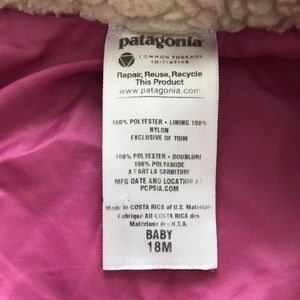 patagonia
COMMON THREADS
INITIATIVE
Repair, Reuse, Recycle
This Product
www.patagonia.com
100% POLYESTER • LINING 100%
NYLON
EXCLUSIVE OF TRIM
100% POLYESTER • DOUBLURE
100% POLYAMIDE
A PART LA GARNITURE
MFG DATE AND LOCATION AT
PCPSIA.COM
Made in COSTA RICA of U.S. Materials
Fabriqué AU COSTA RICA des
Matériaux des U.S.
BABY
18M